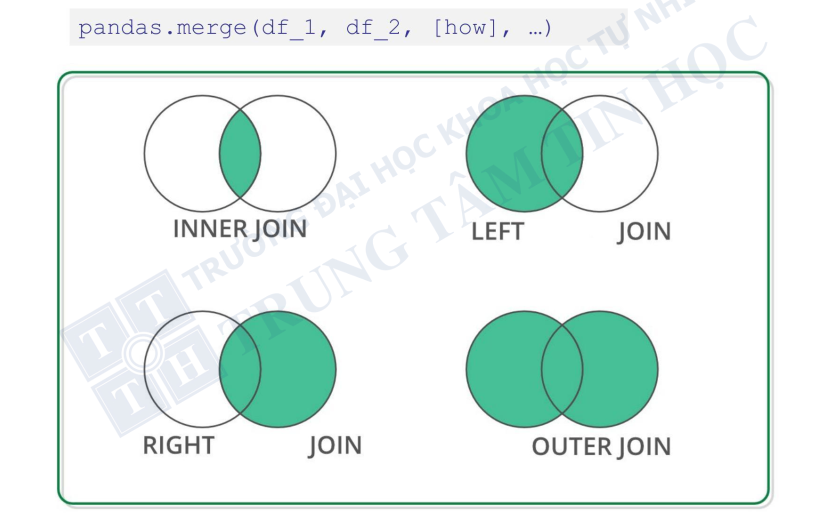 pandas.merge(df_1, df_2, [how], …)
INNER JOIN
LEFT JOIN
RIGHT JOIN
OUTER JOIN
TRƯỜNG ĐẠI HỌC KHOA HỌC TỰ NHI
TRUNG TÂM TIN HỌC
T T
T H